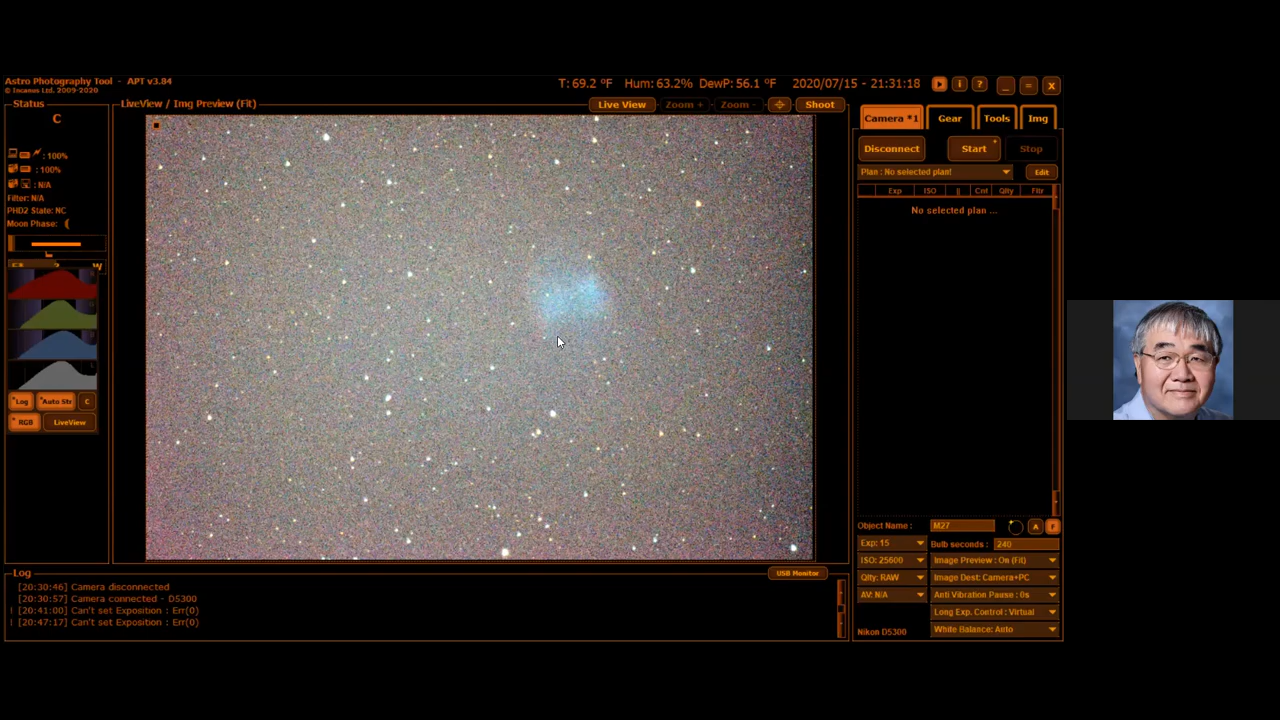 Astro Photography Tool - APT v3.84
© Incanus Ltd. 2009-2020
T: 69.2 °F Hum: 63.2% DewP: 56.1 °F 2020/07/15 - 21:31:18
i ? _ = x
Status
C
: 100%
: 100%
: N/A
Filter: N/A
PHD2 State: NC
Moon Phase:
W
Log Auto Str C
RGB LiveView
LiveView / Img Preview (Fit)
Live View Zoom + Zoom - Shoot
Camera *1 Gear Tools Img
Disconnect Start Stop
Plan : No selected plan! Edit
Exp ISO || Cnt Qlty Fltr
No selected plan ...
Object Name : M27 A F
Exp: 15 Bulb seconds : 240
ISO: 25600 Image Preview : On (Fit)
Qlty: RAW Image Dest: Camera+PC
AV: N/A Anti Vibration Pause : 0s
Long Exp. Control : Virtual
Nikon D5300 White Balance: Auto
Log USB Monitor
[20:30:46] Camera disconnected
[20:30:57] Camera connected - D5300
[20:41:00] Can't set Exposition : Err(0)
[20:47:17] Can't set Exposition : Err(0)